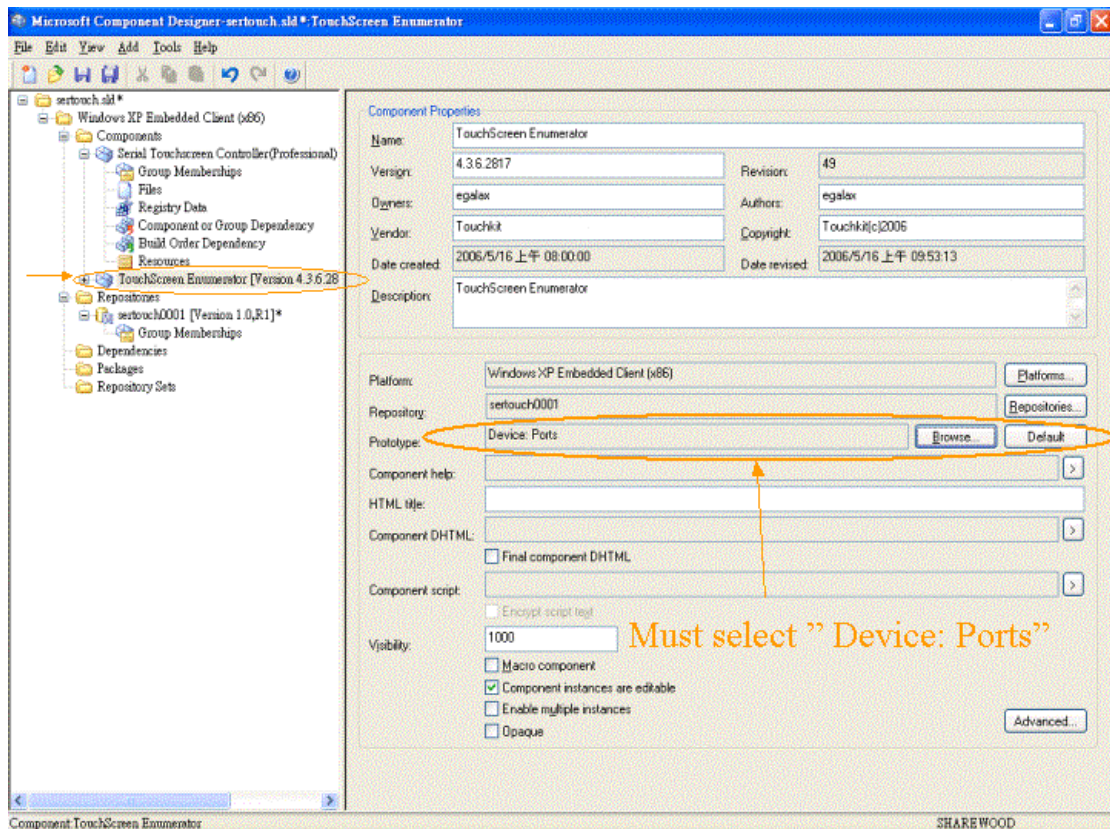 Microsoft Component Designer-sertouch.sld*:TouchScreen Enumerator
File Edit View Add Tools Help
sertouch.sld*
Windows XP Embedded Client (x86)
Components
Serial Touchscreen Controller(Professional)
Group Memberships
Files
Registry Data
Component or Group Dependency
Build Order Dependency
Resources
TouchScreen Enumerator [Version 4.3.6.28
Repositories
sertouch0001 [Version 1.0,R1]*
Group Memberships
Dependencies
Packages
Repository Sets
Component Properties
Name: TouchScreen Enumerator
Version: 4.3.6.2817 Revision: 49
Owners: egalax Authors: egalax
Vendor: Touchkit Copyright: Touchkit(c)2006
Date created: 2006/5/16 上午 08:00:00 Date revised: 2006/5/16 上午 09:53:13
Description: TouchScreen Enumerator
Platform: Windows XP Embedded Client (x86) Platforms...
Repository: sertouch0001 Repositories...
Prototype: Device: Ports Browse... Default
Component help: >
HTML title:
Component DHTML: >
Final component DHTML
Component script: >
Encrypt script text
Visibility: 1000
Must select ” Device: Ports”
Macro component
Component instances are editable
Enable multiple instances
Opaque
Advanced...
Component:TouchScreen Enumerator SHAREWOOD